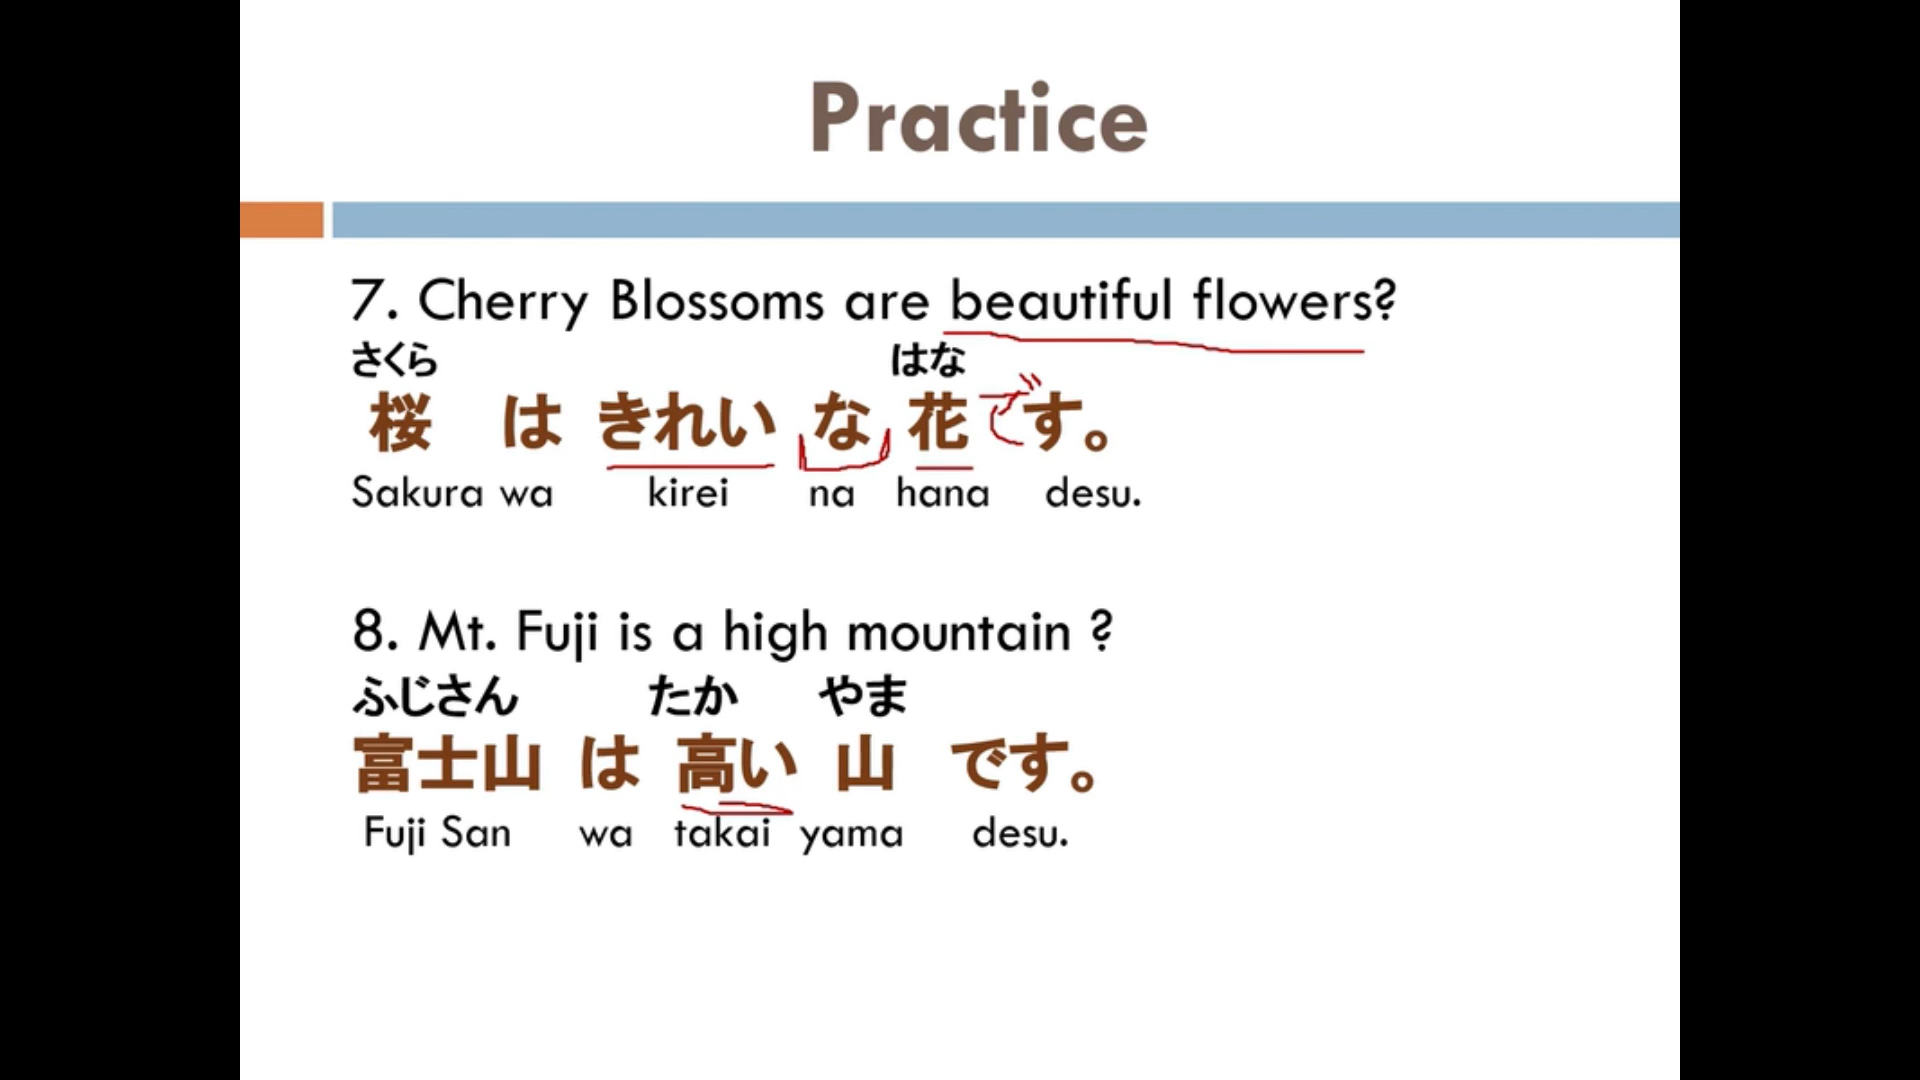 Practice
7. Cherry Blossoms are beautiful flowers?
さくら はな
桜 は きれい な 花 です。
Sakura wa kirei na hana desu.
8. Mt. Fuji is a high mountain ?
ふじさん たか やま
富士山 は 高い 山 です。
Fuji San wa takai yama desu.